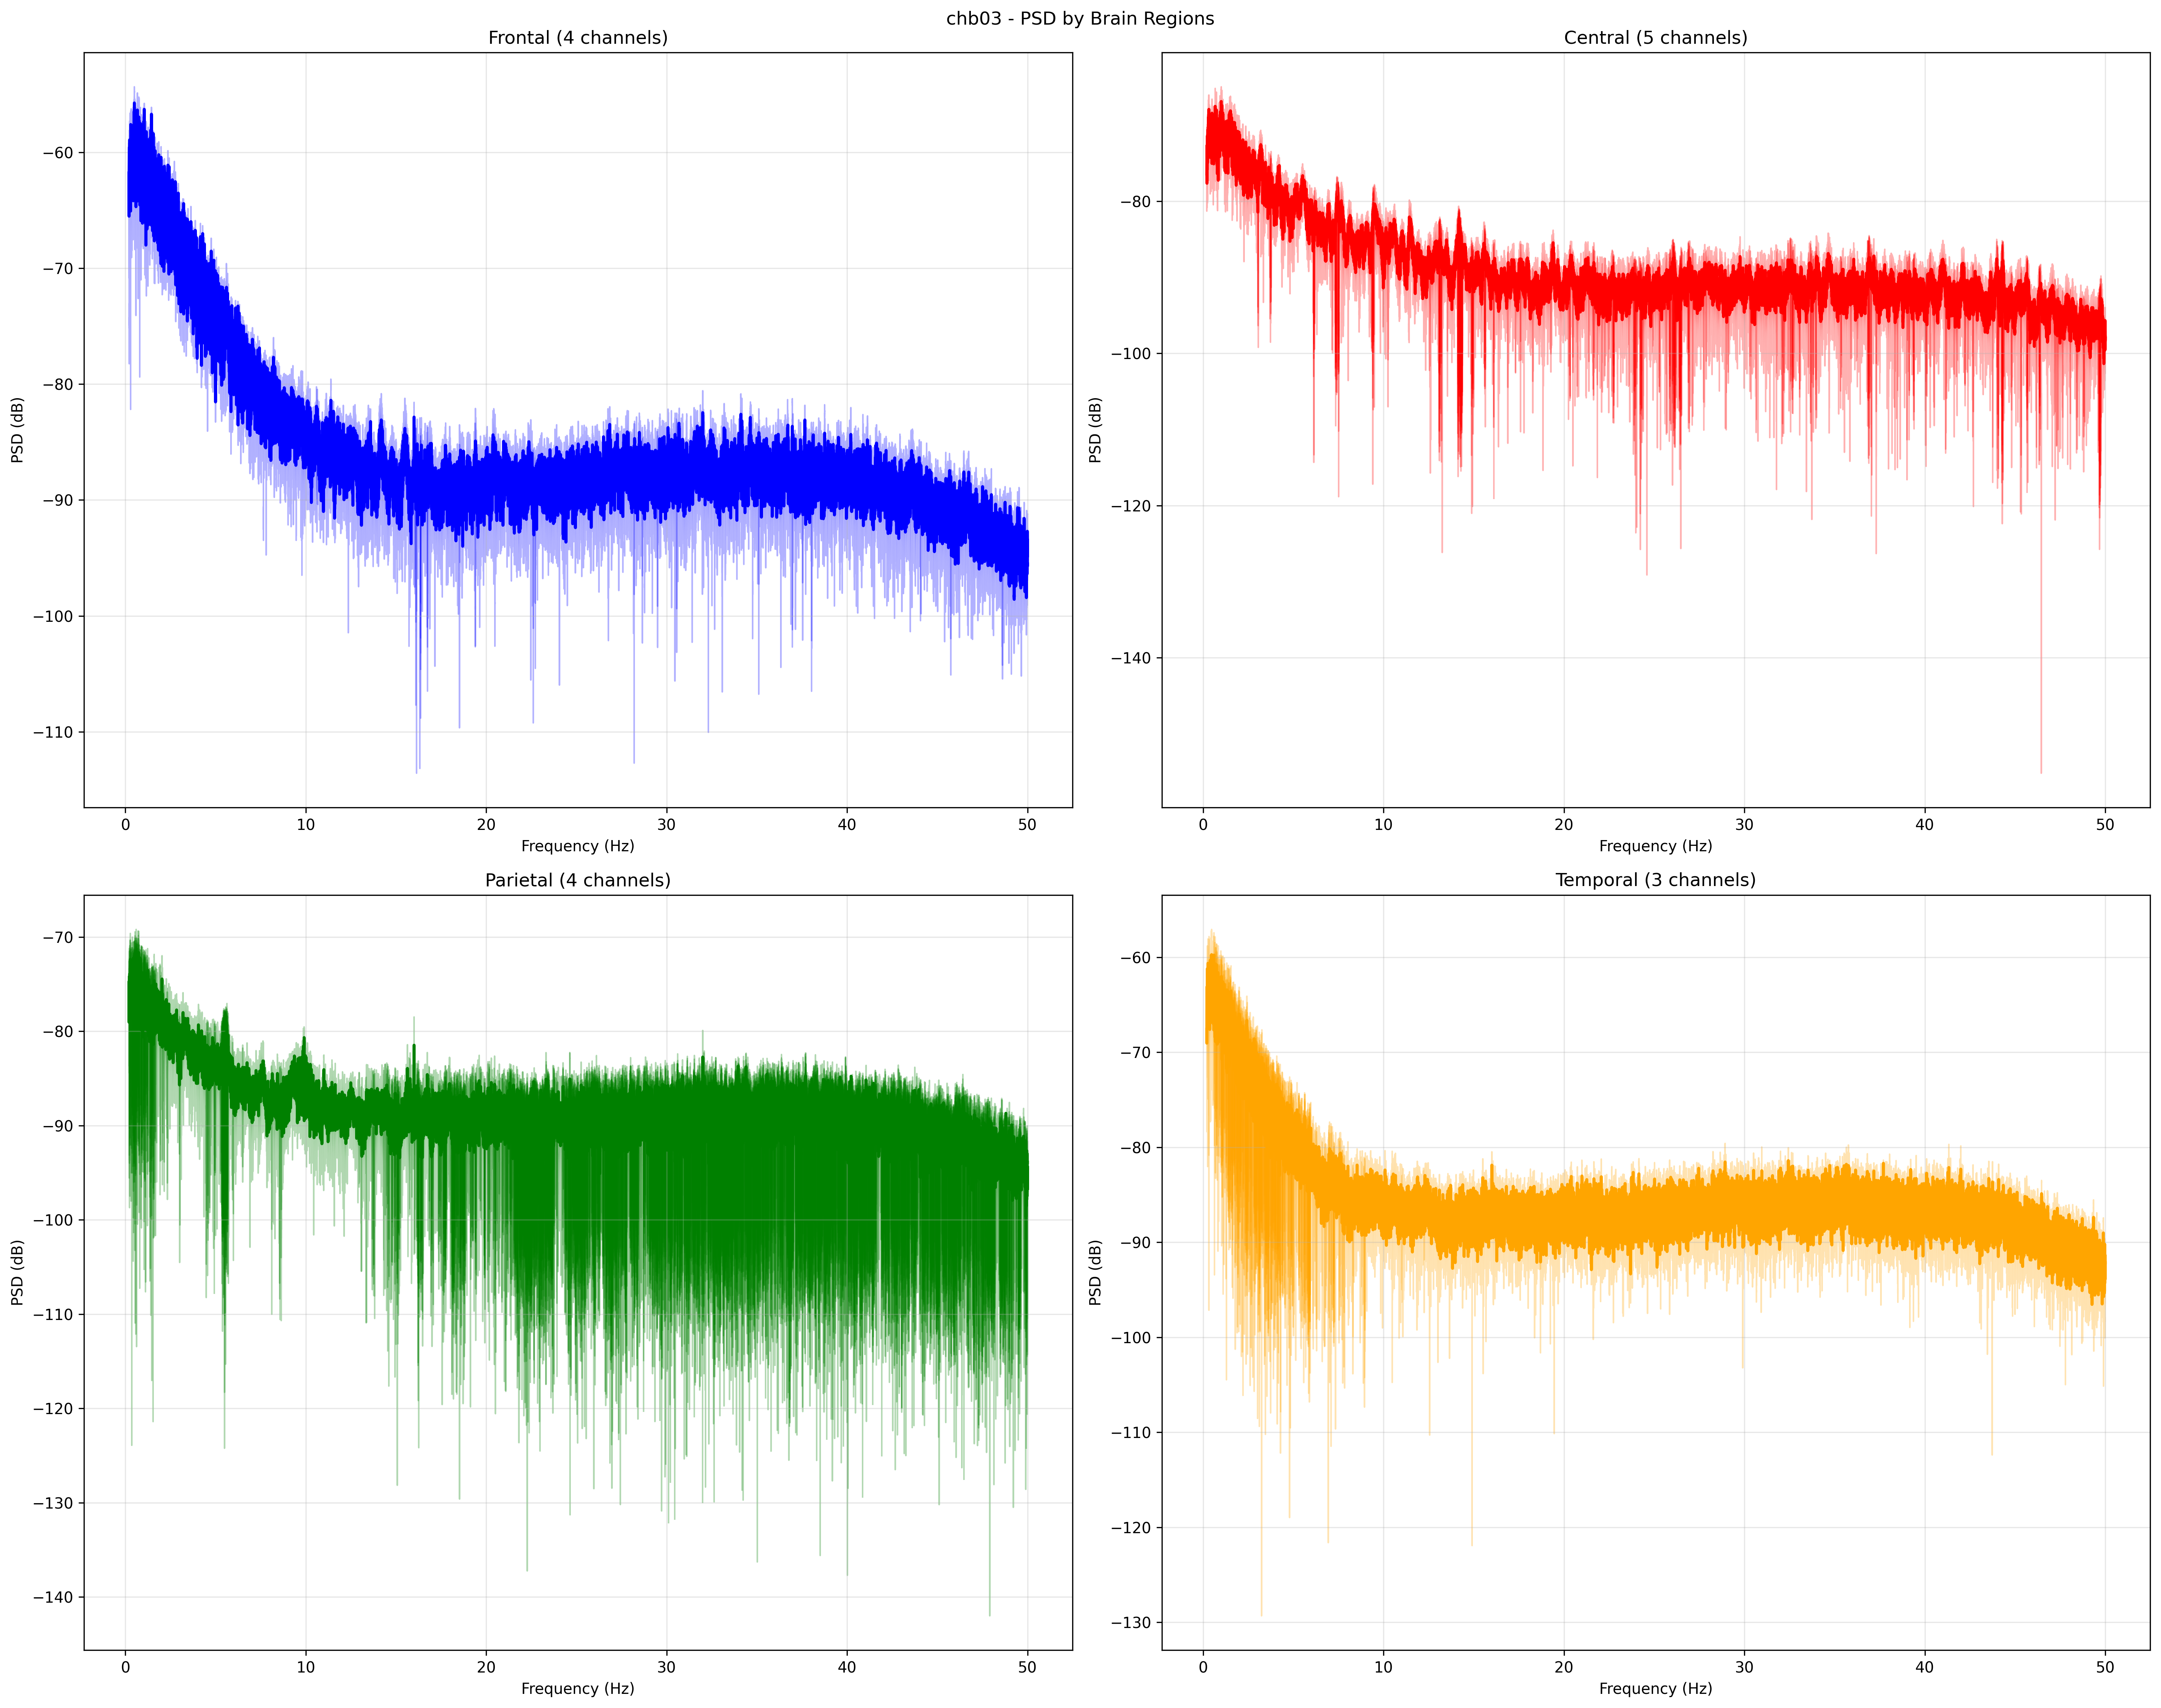 chb03 - PSD by Brain Regions
Frontal (4 channels)
PSD (dB)
−60
−70
−80
−90
−100
−110
0 10 20 30 40 50
Frequency (Hz)
Central (5 channels)
PSD (dB)
−80
−100
−120
−140
0 10 20 30 40 50
Frequency (Hz)
Parietal (4 channels)
PSD (dB)
−70
−80
−90
−100
−110
−120
−130
−140
0 10 20 30 40 50
Frequency (Hz)
Temporal (3 channels)
PSD (dB)
−60
−70
−80
−90
−100
−110
−120
−130
0 10 20 30 40 50
Frequency (Hz)